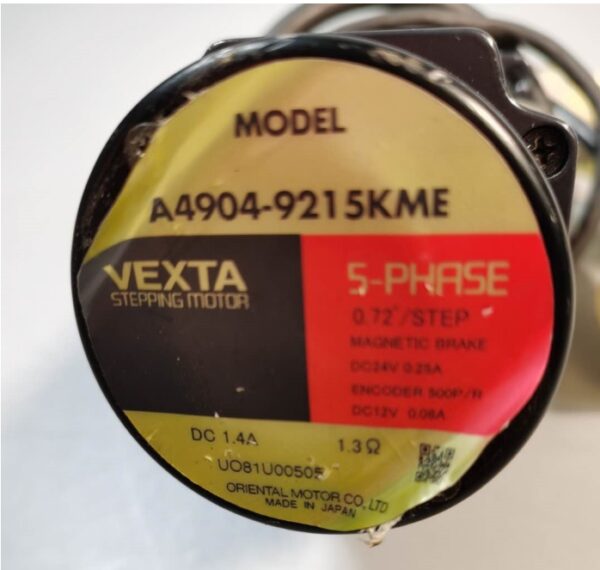 MODEL
A4904-9215KME
VEXTA
STEPPING MOTOR
5-PHASE
0.72°/STEP
MAGNETIC BRAKE
DC24V 0.25A
ENCODER 500P/R
DC12V 0.08A
DC 1.4A
1.3Ω
UO81U00505
ORIENTAL MOTOR CO., LTD
MADE IN JAPAN